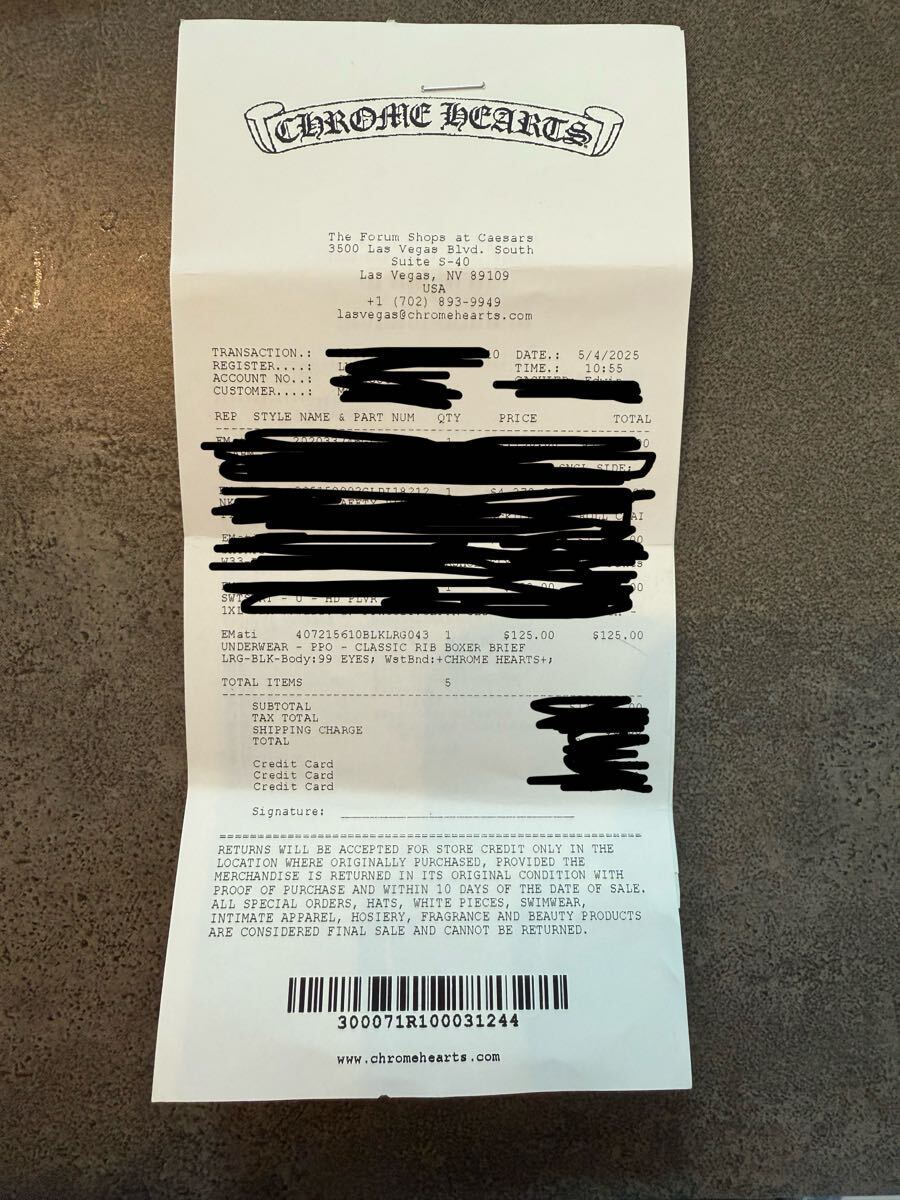 CHROME HEARTS
The Forum Shops at Caesars
3500 Las Vegas Blvd. South
Suite S-40
Las Vegas, NV 89109
USA
+1 (702) 893-9949
lasvegas@chromehearts.com
TRANSACTION.: 0 DATE.: 5/4/2025
REGISTER....: TIME.: 10:55
ACCOUNT NO..:
CUSTOMER....:
REP STYLE NAME & PART NUM QTY PRICE TOTAL
SIDE;
1
EMati 407215610BLKLRG043 1 $125.00 $125.00
UNDERWEAR - PPO - CLASSIC RIB BOXER BRIEF
LRG-BLK-Body:99 EYES; WstBnd:+CHROME HEARTS+;
TOTAL ITEMS 5
SUBTOTAL
TAX TOTAL
SHIPPING CHARGE
TOTAL
Credit Card
Credit Card
Credit Card
Signature:
RETURNS WILL BE ACCEPTED FOR STORE CREDIT ONLY IN THE
LOCATION WHERE ORIGINALLY PURCHASED, PROVIDED THE
MERCHANDISE IS RETURNED IN ITS ORIGINAL CONDITION WITH
PROOF OF PURCHASE AND WITHIN 10 DAYS OF THE DATE OF SALE.
ALL SPECIAL ORDERS, HATS, WHITE PIECES, SWIMWEAR,
INTIMATE APPAREL, HOSIERY, FRAGRANCE AND BEAUTY PRODUCTS
ARE CONSIDERED FINAL SALE AND CANNOT BE RETURNED.
300071R100031244
www.chromehearts.com